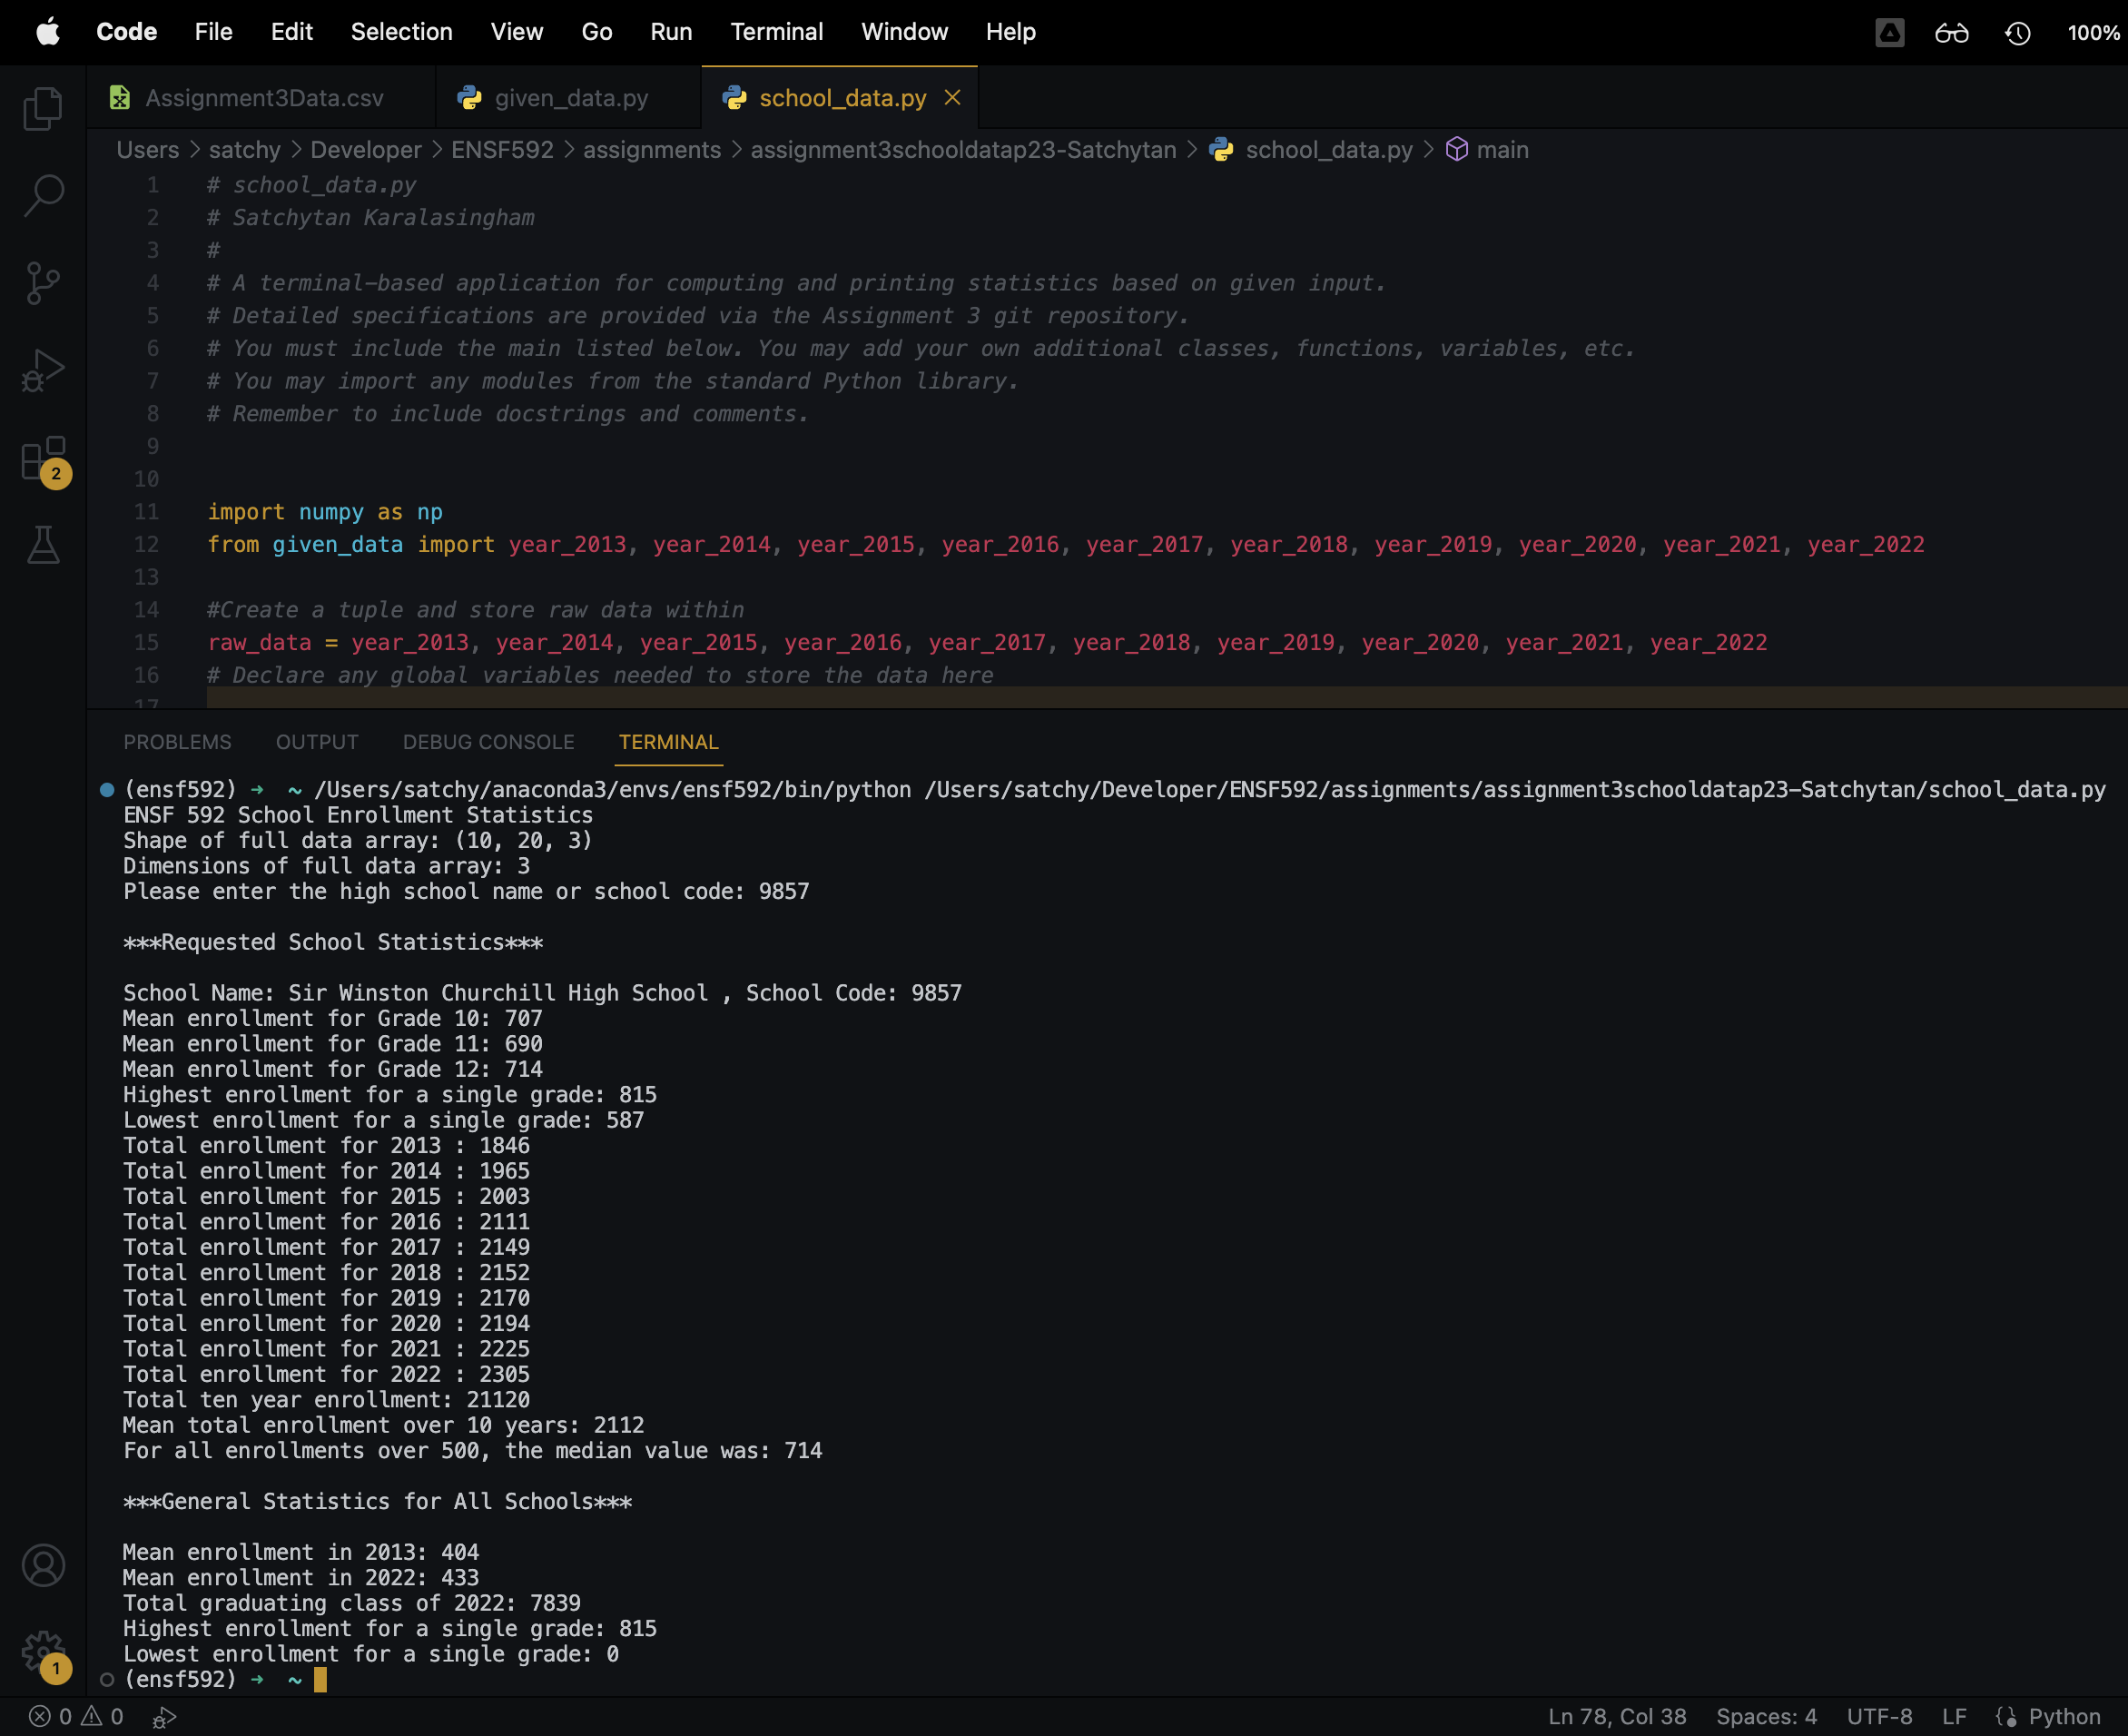 Code File Edit Selection View Go Run Terminal Window Help 100%
Assignment3Data.csv given_data.py school_data.py
Users > satchy > Developer > ENSF592 > assignments > assignment3schooldatap23-Satchytan > school_data.py > main
1 # school_data.py
2 # Satchytan Karalasingham
3 #
4 # A terminal-based application for computing and printing statistics based on given input.
5 # Detailed specifications are provided via the Assignment 3 git repository.
6 # You must include the main listed below. You may add your own additional classes, functions, variables, etc.
7 # You may import any modules from the standard Python library.
8 # Remember to include docstrings and comments.
9
10
11 import numpy as np
12 from given_data import year_2013, year_2014, year_2015, year_2016, year_2017, year_2018, year_2019, year_2020, year_2021, year_2022
13
14 #Create a tuple and store raw data within
15 raw_data = year_2013, year_2014, year_2015, year_2016, year_2017, year_2018, year_2019, year_2020, year_2021, year_2022
16 # Declare any global variables needed to store the data here
17
2
PROBLEMS OUTPUT DEBUG CONSOLE TERMINAL
(ensf592) → ~ /Users/satchy/anaconda3/envs/ensf592/bin/python /Users/satchy/Developer/ENSF592/assignments/assignment3schooldatap23-Satchytan/school_data.py
ENSF 592 School Enrollment Statistics
Shape of full data array: (10, 20, 3)
Dimensions of full data array: 3
Please enter the high school name or school code: 9857
***Requested School Statistics***
School Name: Sir Winston Churchill High School , School Code: 9857
Mean enrollment for Grade 10: 707
Mean enrollment for Grade 11: 690
Mean enrollment for Grade 12: 714
Highest enrollment for a single grade: 815
Lowest enrollment for a single grade: 587
Total enrollment for 2013 : 1846
Total enrollment for 2014 : 1965
Total enrollment for 2015 : 2003
Total enrollment for 2016 : 2111
Total enrollment for 2017 : 2149
Total enrollment for 2018 : 2152
Total enrollment for 2019 : 2170
Total enrollment for 2020 : 2194
Total enrollment for 2021 : 2225
Total enrollment for 2022 : 2305
Total ten year enrollment: 21120
Mean total enrollment over 10 years: 2112
For all enrollments over 500, the median value was: 714
***General Statistics for All Schools***
Mean enrollment in 2013: 404
Mean enrollment in 2022: 433
Total graduating class of 2022: 7839
Highest enrollment for a single grade: 815
Lowest enrollment for a single grade: 0
(ensf592) → ~
1
0 0 Ln 78, Col 38 Spaces: 4 UTF-8 LF Python